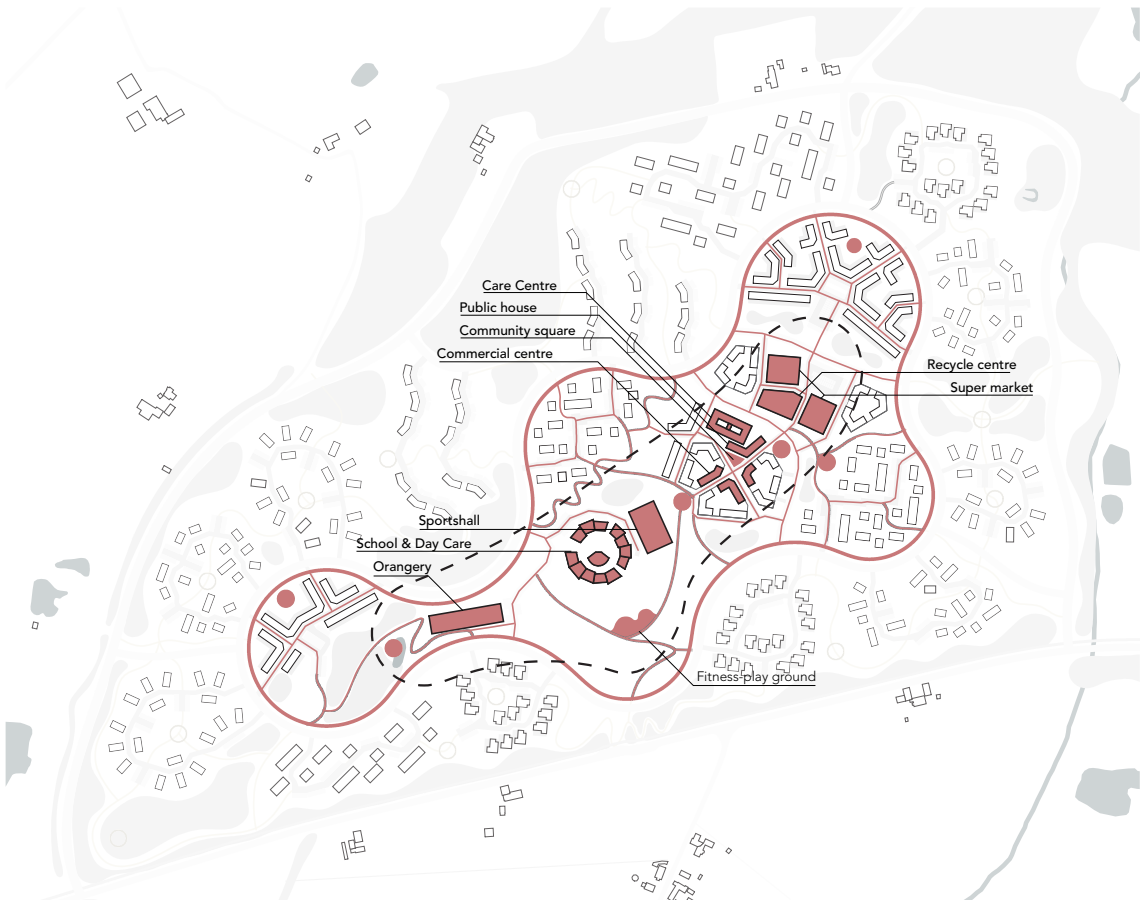 Care Centre
Public house
Community square
Commercial centre
Recycle centre
Super market
Sportshall
School & Day Care
Orangery
Fitness-play ground